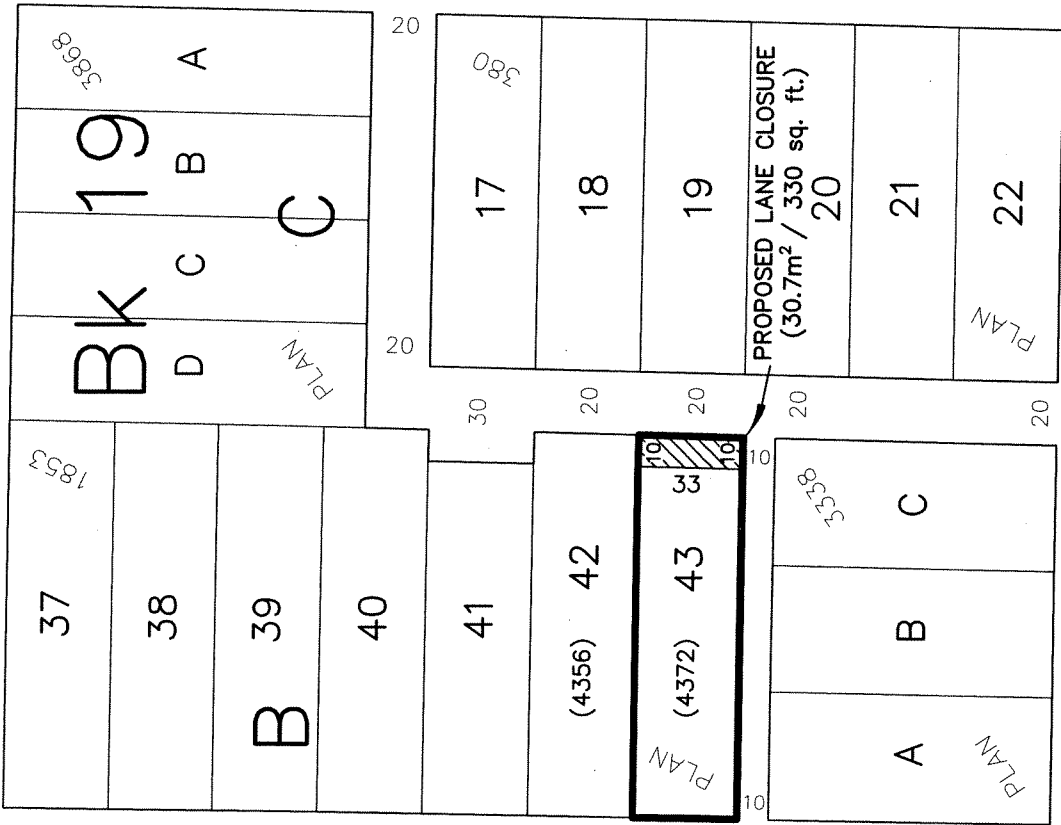 3868
A
Bk 19
B
C
C
D
PLAN
20
20
380
17
18
19
20
21
22
PLAN
PROPOSED LANE CLOSURE
(30.7m² / 330 sq. ft.)
1853
37
38
39
B
40
41
(4356) 42
(4372) 43
PLAN
30
20
20
20
20
10
10
33
10
10
3338
C
B
A
PLAN